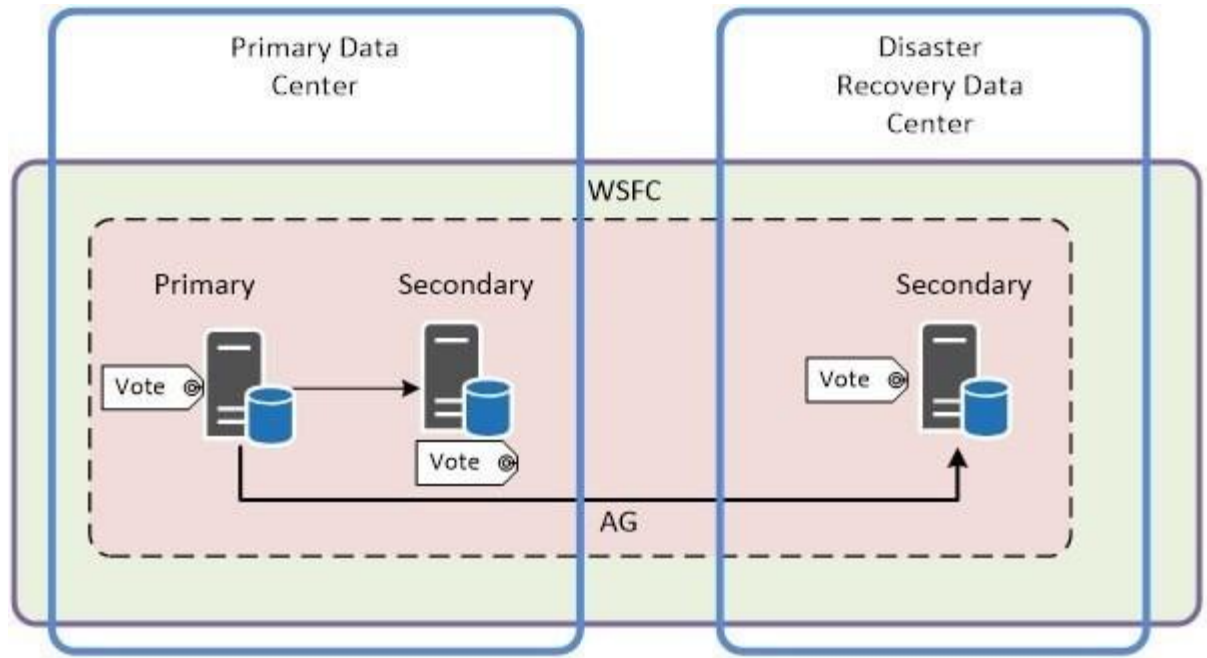 Primary Data
Center
Disaster
Recovery Data
Center
WSFC
Primary
Secondary
Secondary
Vote
Vote
Vote
AG